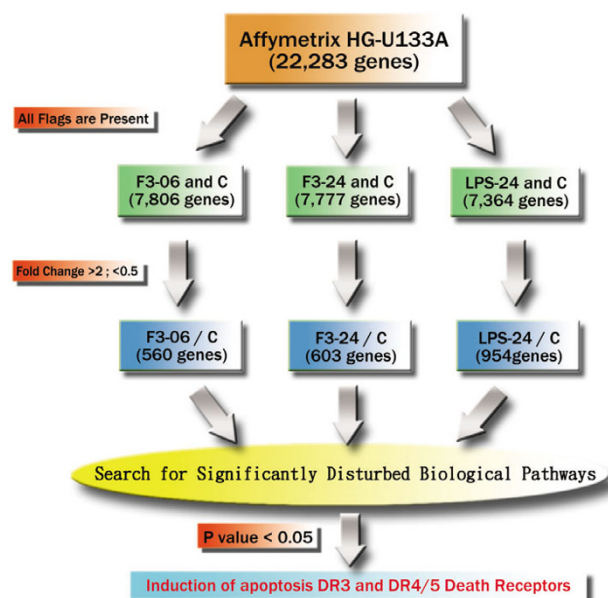 Affymetrix HG-U133A
(22,283 genes)
All Flags are Present
F3-06 and C
(7,806 genes)
F3-24 and C
(7,777 genes)
LPS-24 and C
(7,364 genes)
Fold Change >2 ; <0.5
F3-06 / C
(560 genes)
F3-24 / C
(603 genes)
LPS-24 / C
(954genes)
Search for Significantly Disturbed Biological Pathways
P value < 0.05
Induction of apoptosis DR3 and DR4/5 Death Receptors